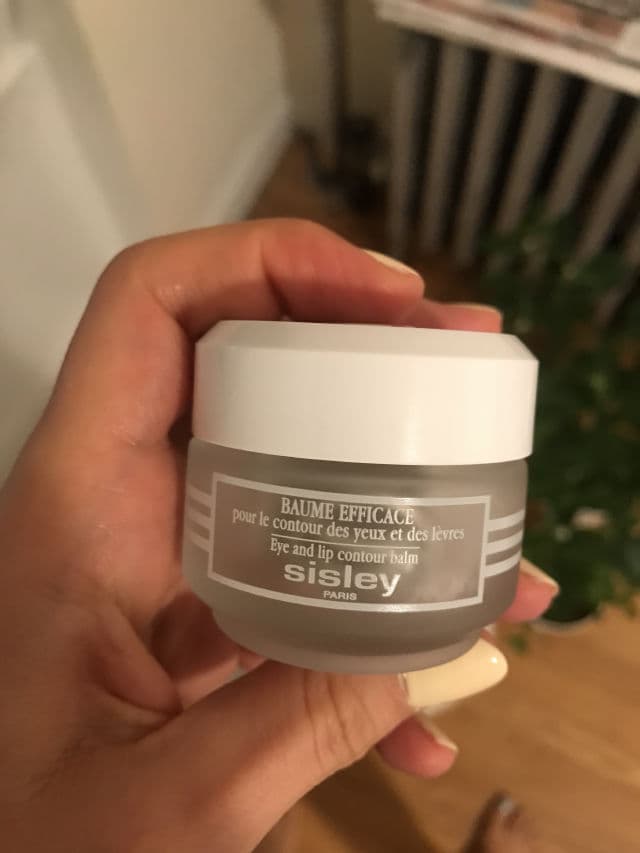 BAUME EFFICACE
pour le contour des yeux et des lèvres
Eye and lip contour balm
sisley
PARIS